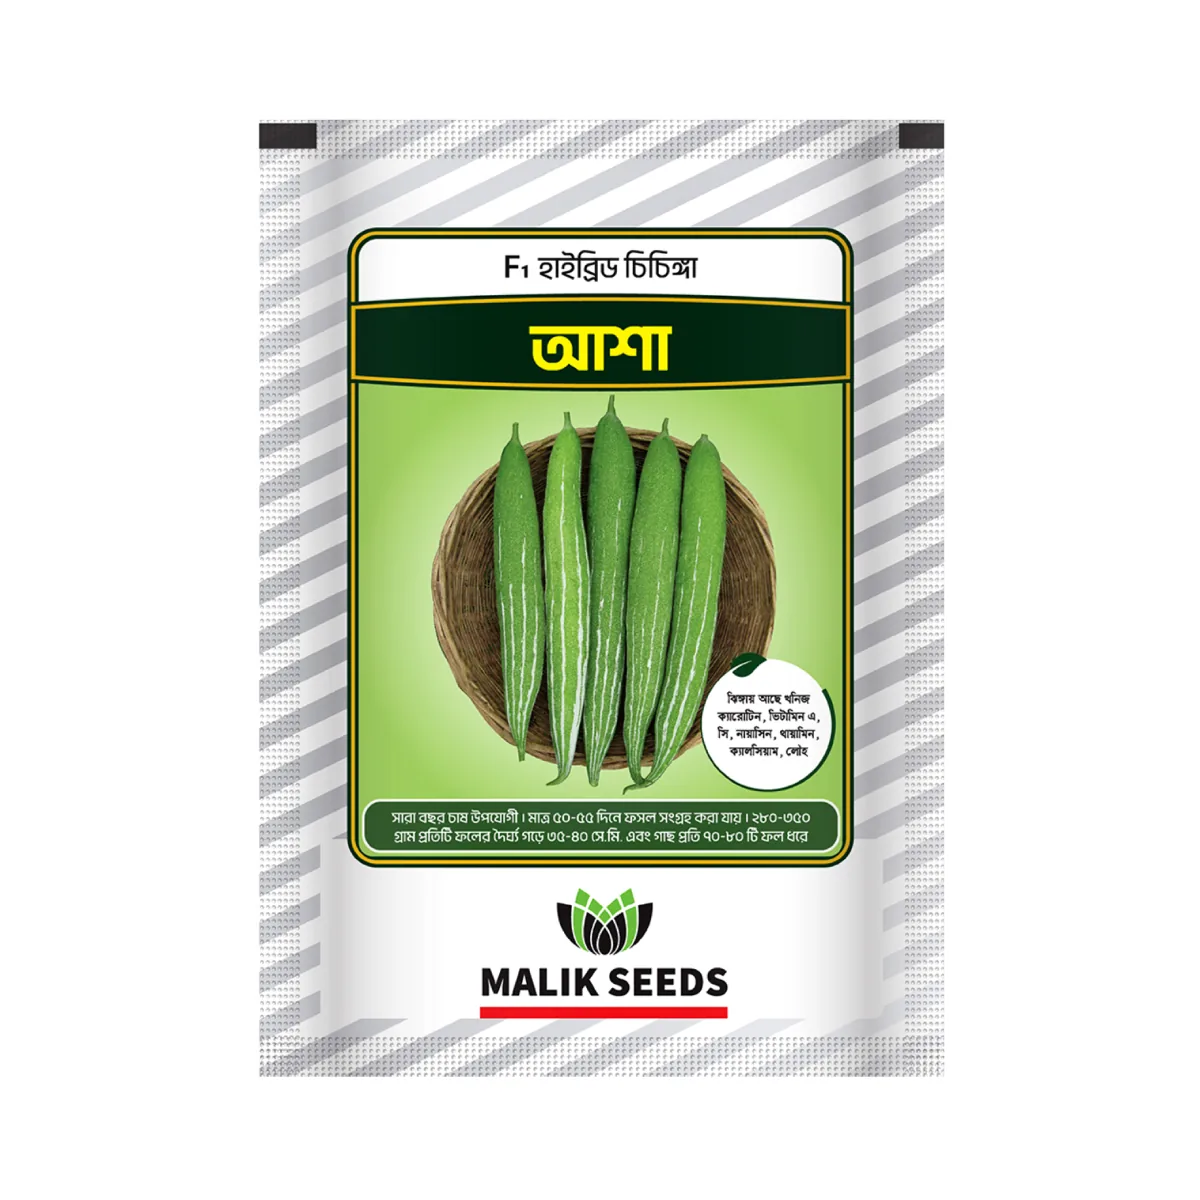 F1 হাইব্রিড চিচিঙ্গা
আশা
ঝিঙ্গায় আছে খনিজ
ক্যারোটিন, ভিটামিন এ,
সি, নায়াসিন, থায়ামিন,
ক্যালসিয়াম, লৌহ
সারা বছর চাষ উপযোগী। মাত্র ৫০-৫৫ দিনে ফসল সংগ্রহ করা যায়। ২৮০-৩৫০
গ্রাম প্রতিটি ফলের দৈর্ঘ্য গড়ে ৩৫-৪০ সে.মি. এবং গাছ প্রতি ৭০-৮০ টি ফল ধরে
MALIK SEEDS